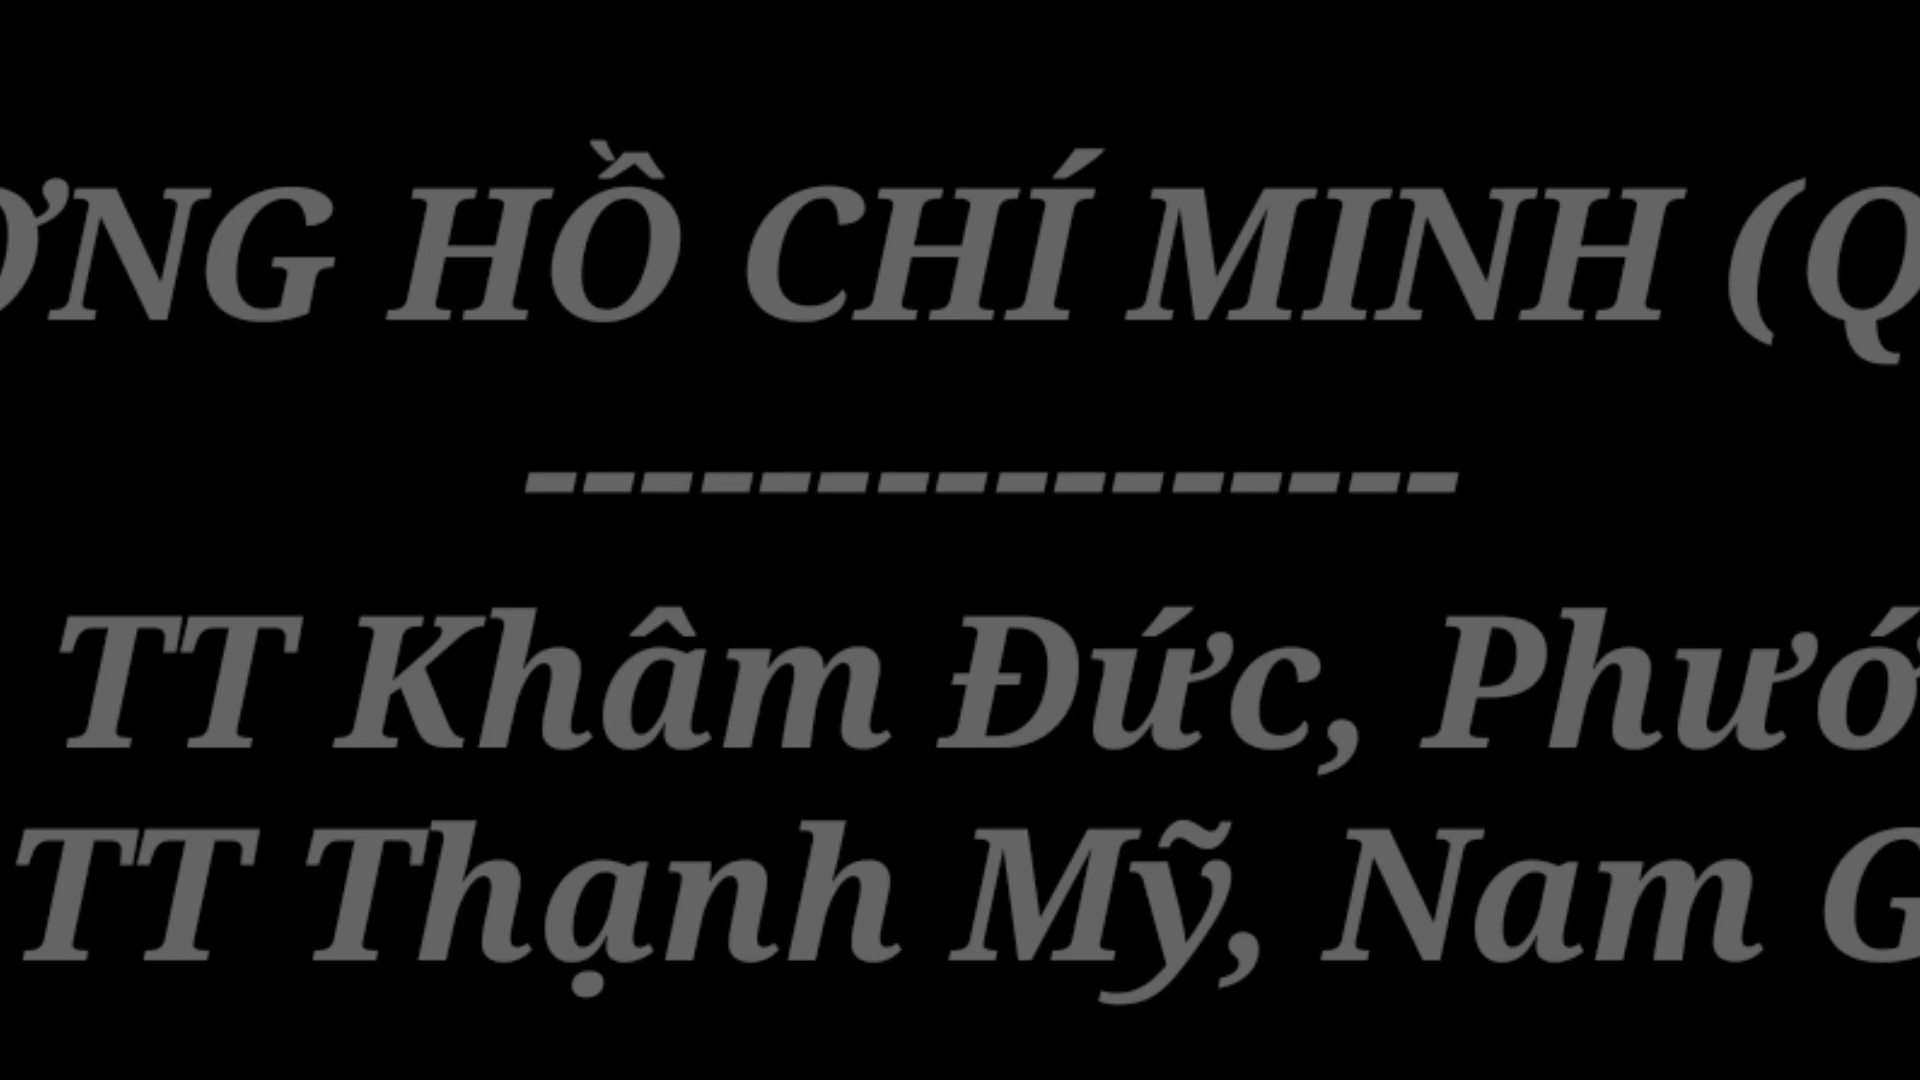 ƠNG HỒ CHÍ MINH (Q
----------------
TT Khâm Đức, Phướ
TT Thạnh Mỹ, Nam G